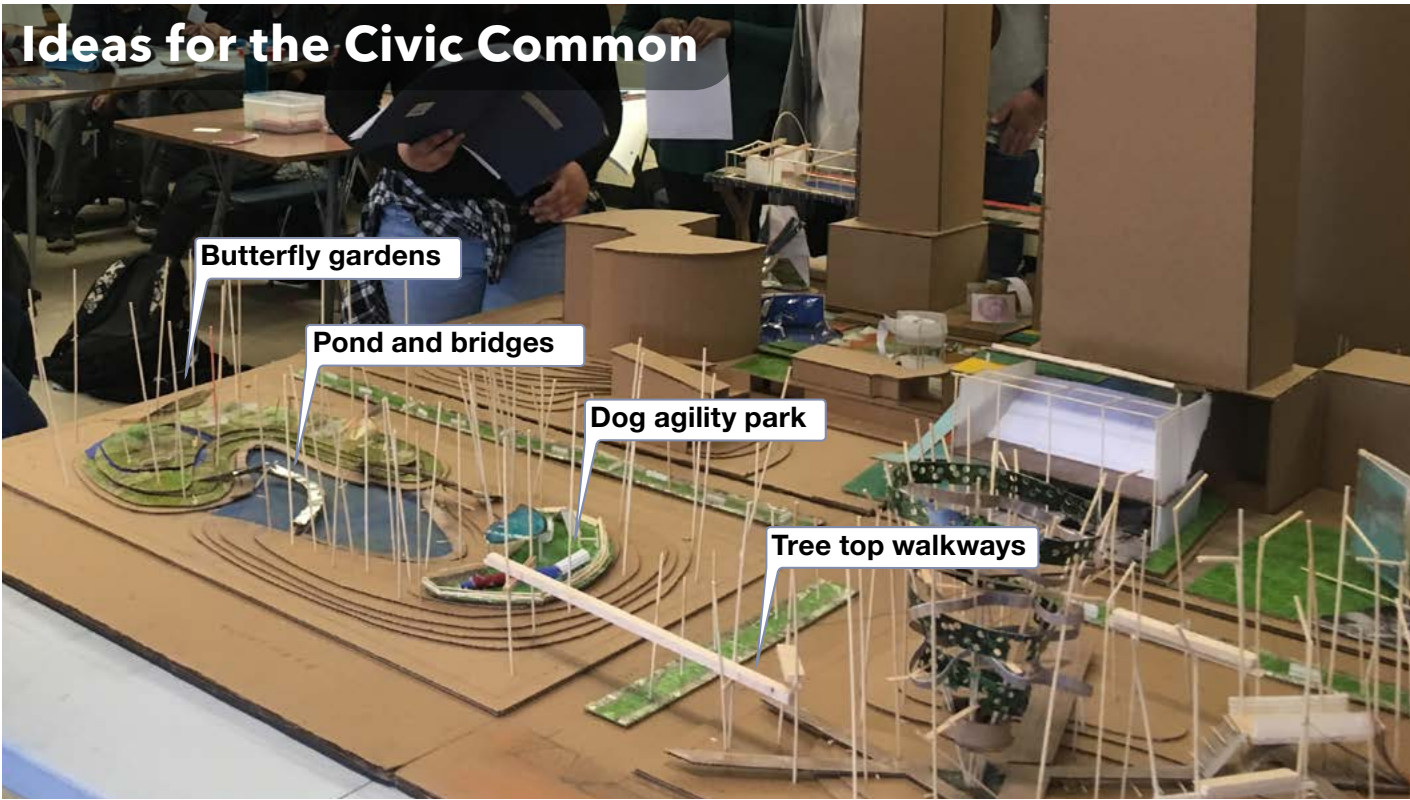 Ideas for the Civic Common
Butterfly gardens
Pond and bridges
Dog agility park
Tree top walkways